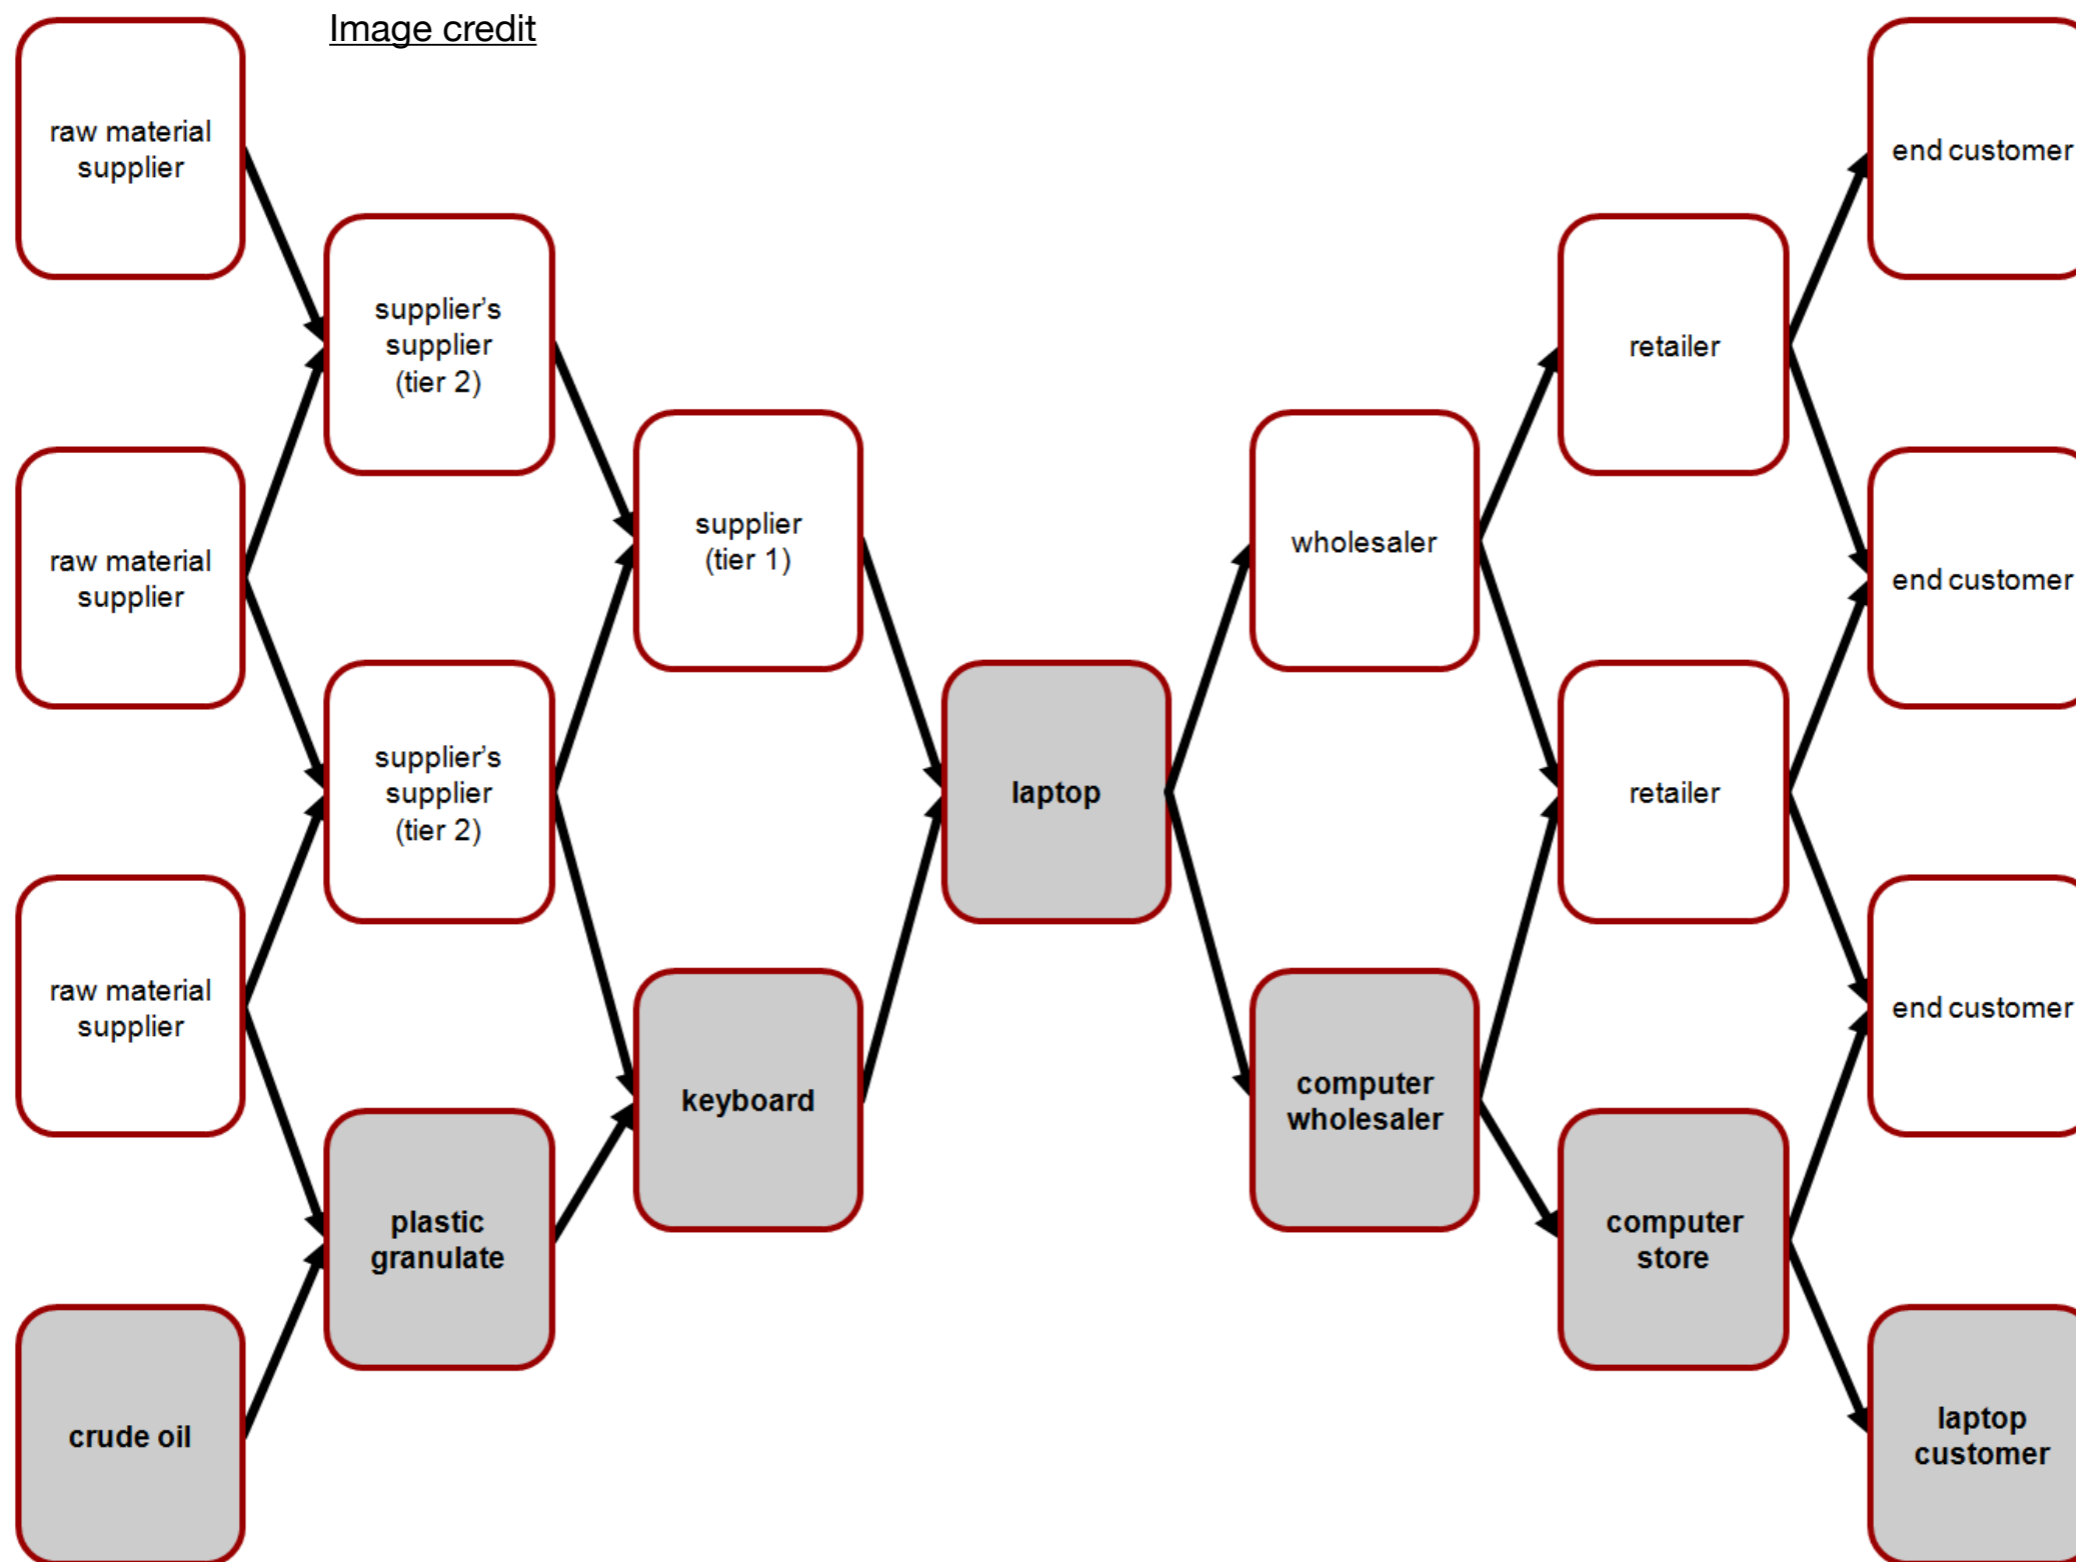 Image credit
raw material
supplier
raw material
supplier
raw material
supplier
crude oil
supplier's
supplier
(tier 2)
supplier's
supplier
(tier 2)
plastic
granulate
supplier
(tier 1)
keyboard
laptop
wholesaler
computer
wholesaler
retailer
retailer
computer
store
end customer
end customer
end customer
laptop
customer